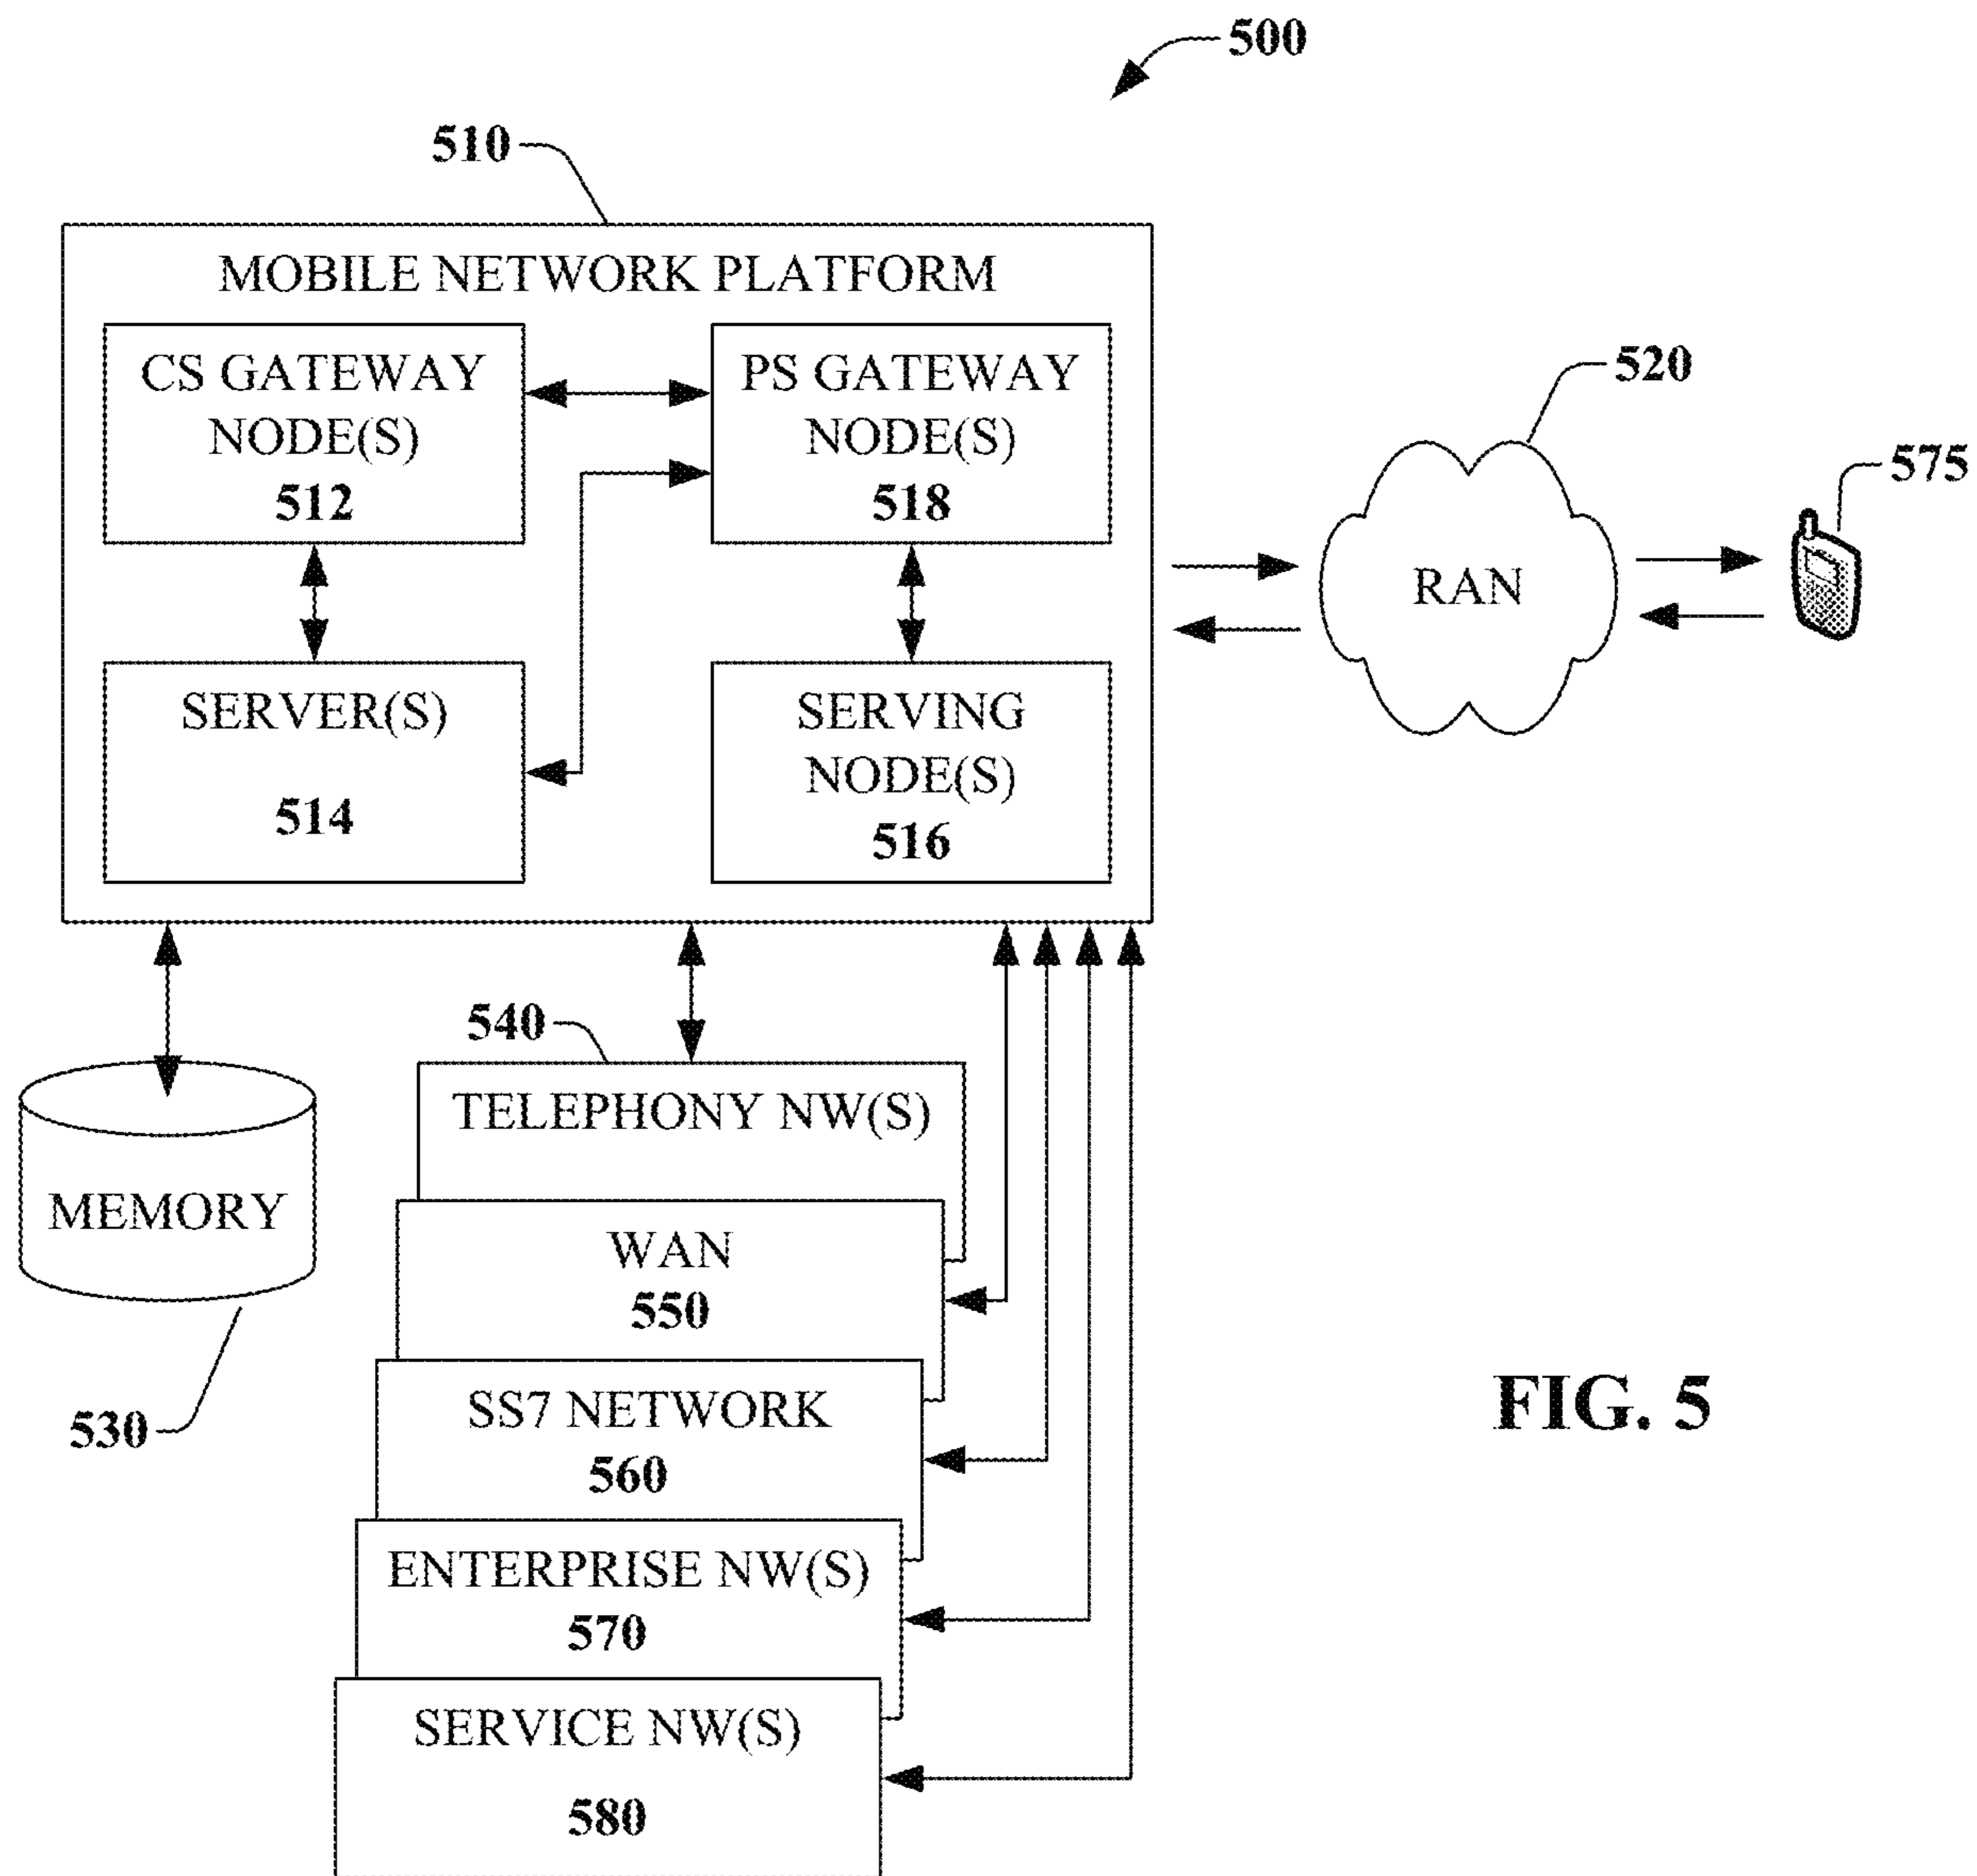 500
510
MOBILE NETWORK PLATFORM
CS GATEWAY
NODE(S)
512
PS GATEWAY
NODE(S)
518
SERVER(S)
514
SERVING
NODE(S)
516
520
RAN
575
540
TELEPHONY NW(S)
MEMORY
530
WAN
550
SS7 NETWORK
560
ENTERPRISE NW(S)
570
SERVICE NW(S)
580
FIG. 5